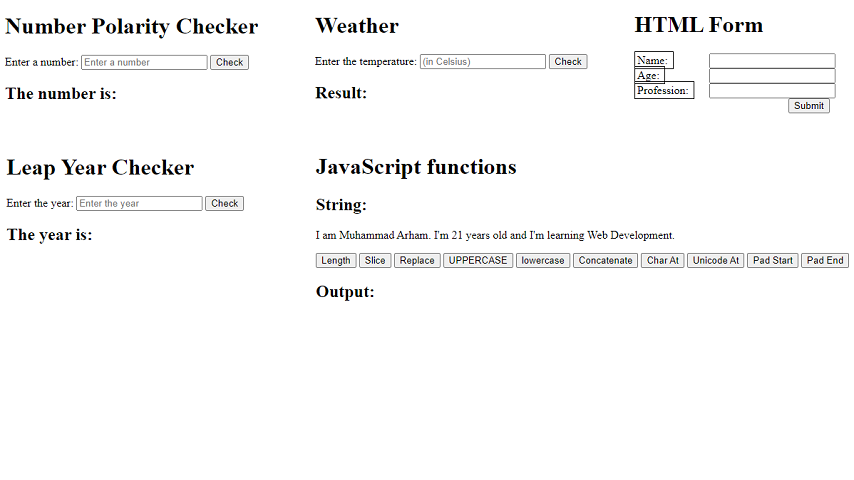 Number Polarity Checker
Enter a number: Enter a number Check
The number is:
Weather
Enter the temperature: (in Celsius) Check
Result:
HTML Form
Name:
Age:
Profession:
Submit
Leap Year Checker
Enter the year: Enter the year Check
The year is:
JavaScript functions
String:
I am Muhammad Arham. I'm 21 years old and I'm learning Web Development.
Length Slice Replace UPPERCASE lowercase Concatenate Char At Unicode At Pad Start Pad End
Output: